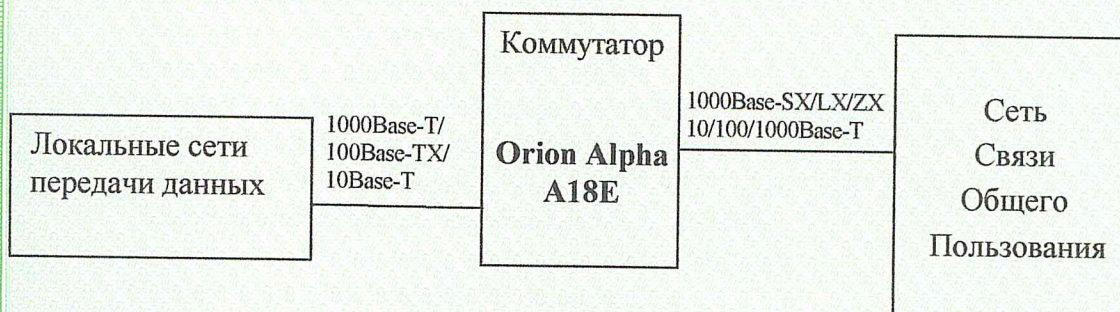 Локальные сети
передачи данных
1000Base-T/
100Base-TX/
10Base-T
Коммутатор
Orion Alpha
A18E
1000Base-SX/LX/ZX
10/100/1000Base-T
Сеть
Связи
Общего
Пользования